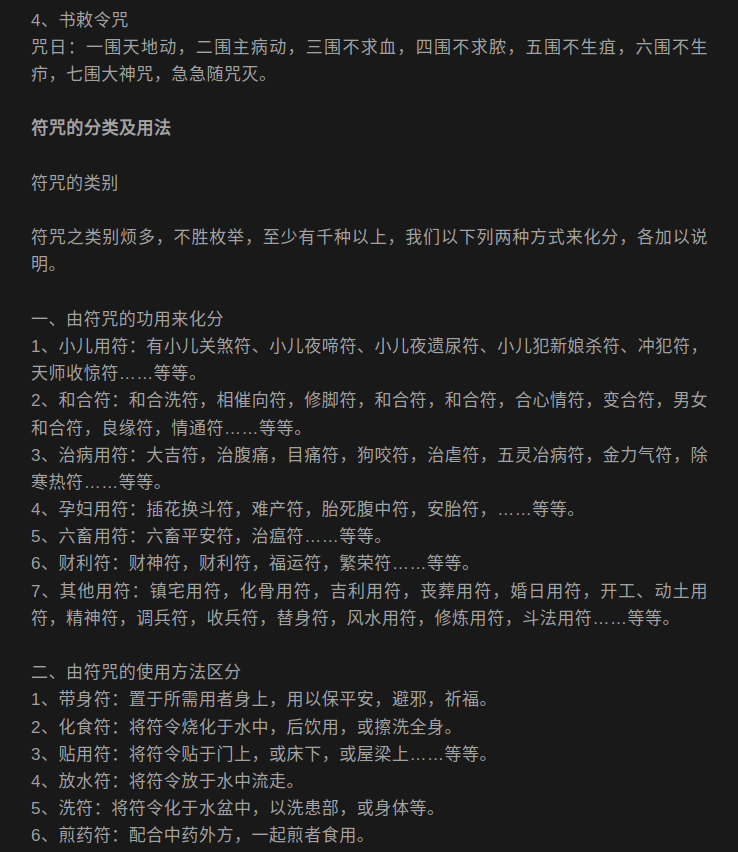 4、书敕令咒
咒日：一围天地动，二围主病动，三围不求血，四围不求脓，五围不生疽，六围不生
疖，七围大神咒，急急随咒灭。
符咒的分类及用法
符咒的类别
符咒之类别烦多，不胜枚举，至少有千种以上，我们以下列两种方式来化分，各加以说
明。
一、由符咒的功用来化分
1、小儿用符：有小儿关煞符、小儿夜啼符、小儿夜遗尿符、小儿犯新娘杀符、冲犯符，
天师收惊符……等等。
2、和合符：和合洗符，相催向符，修脚符，和合符，和合符，合心情符，变合符，男女
和合符，良缘符，情通符……等等。
3、治病用符：大吉符，治腹痛，目痛符，狗咬符，治虐符，五灵冶病符，金力气符，除
寒热符……等等。
4、孕妇用符：插花换斗符，难产符，胎死腹中符，安胎符，……等等。
5、六畜用符：六畜平安符，治瘟符……等等。
6、财利符：财神符，财利符，福运符，繁荣符……等等。
7、其他用符：镇宅用符，化骨用符，吉利用符，丧葬用符，婚日用符，开工、动土用
符，精神符，调兵符，收兵符，替身符，风水用符，修炼用符，斗法用符……等等。
二、由符咒的使用方法区分
1、带身符：置于所需用者身上，用以保平安，避邪，祈福。
2、化食符：将符令烧化于水中，后饮用，或擦洗全身。
3、贴用符：将符令贴于门上，或床下，或屋梁上……等等。
4、放水符：将符令放于水中流走。
5、洗符：将符令化于水盆中，以洗患部，或身体等。
6、煎药符：配合中药外方，一起煎者食用。